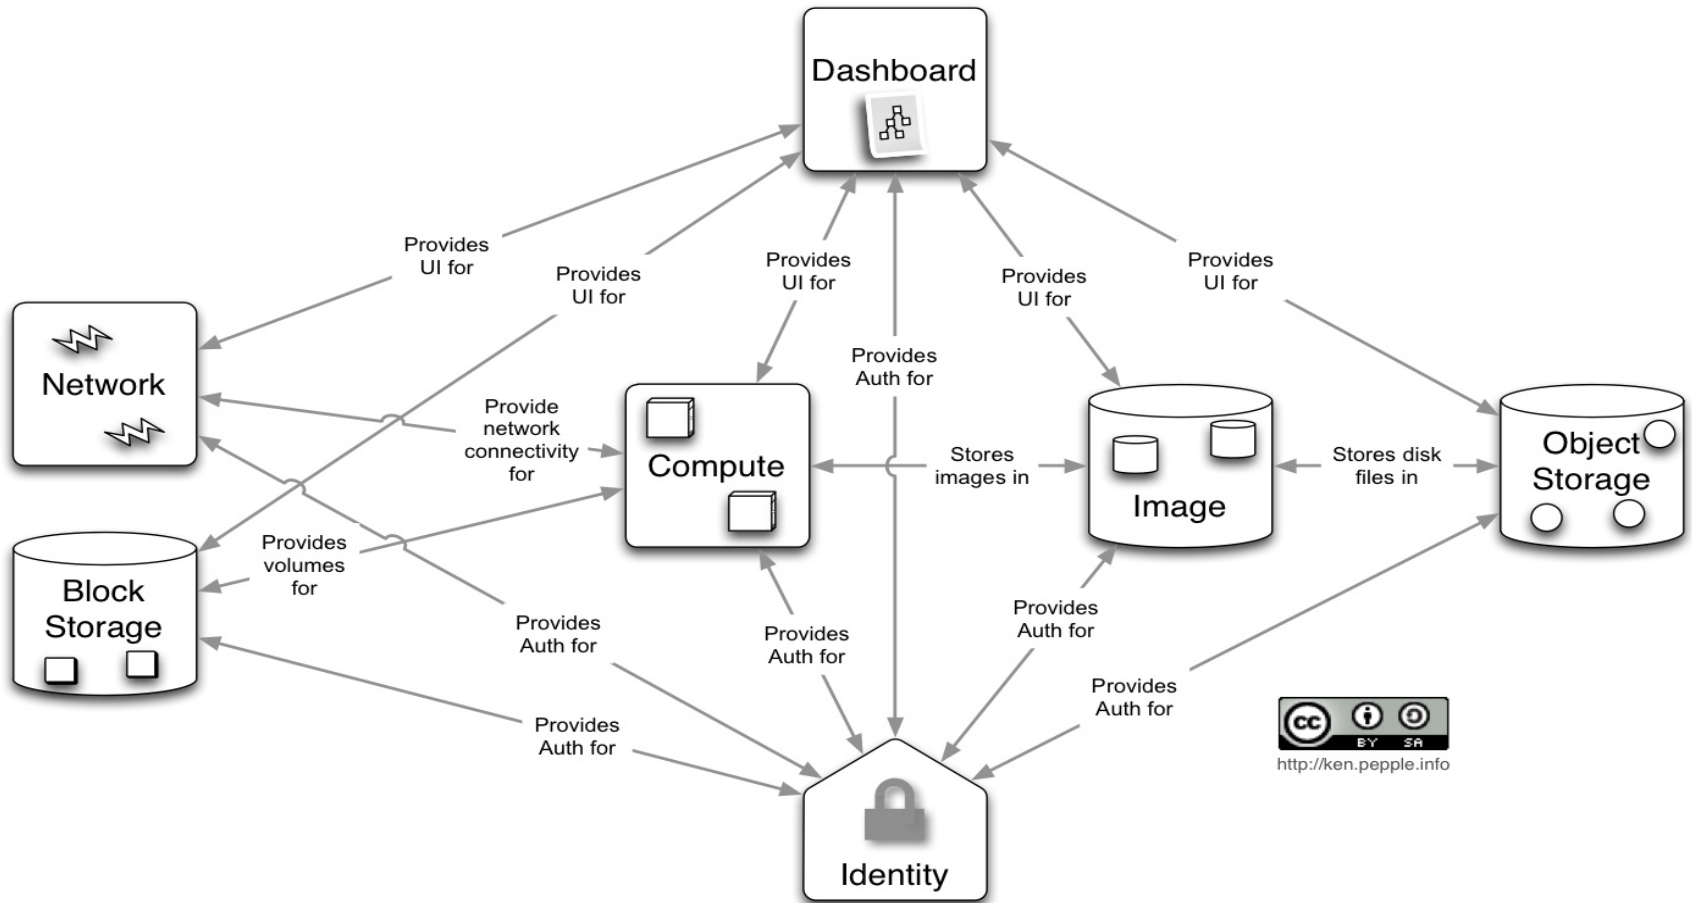 Dashboard
Provides
UI for
Provides
UI for
Provides
UI for
Provides
UI for
Provides
UI for
Network
Provides
Auth for
Provide
network
connectivity
for
Compute
Stores
images in
Image
Stores disk
files in
Object
Storage
Provides
volumes
for
Block
Storage
Provides
Auth for
Provides
Auth for
Provides
Auth for
Provides
Auth for
Provides
Auth for
Identity
cc
BY SA
http://ken.pepple.info